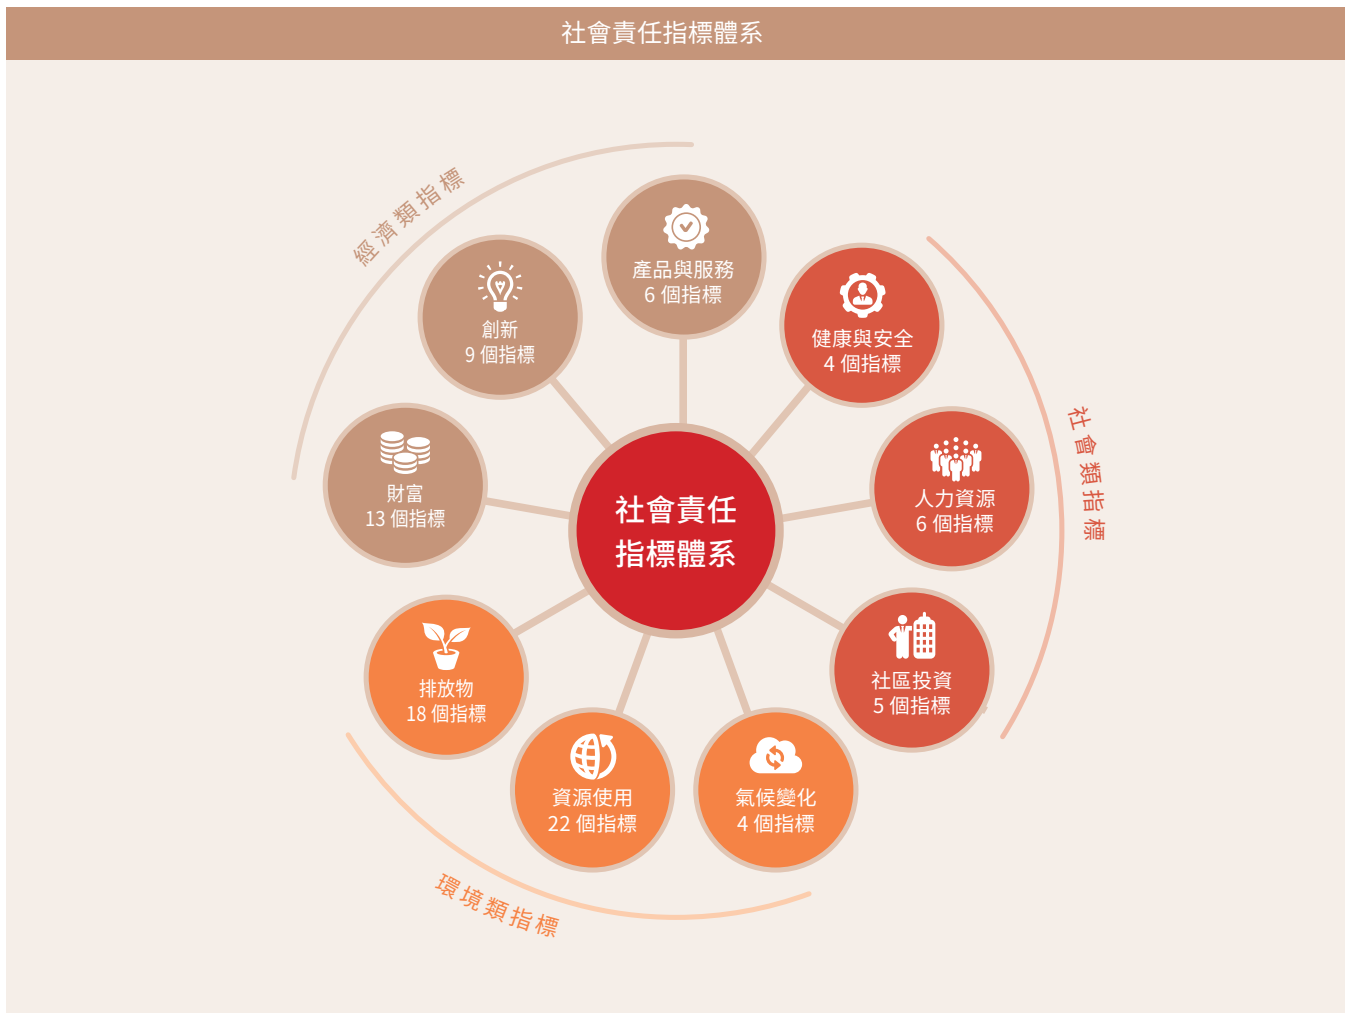 社會責任指標體系
經濟類指標
產品與服務
6 個指標
創新
9 個指標
財富
13 個指標
社會類指標
健康與安全
4 個指標
人力資源
6 個指標
社區投資
5 個指標
社會責任
指標體系
環境類指標
排放物
18 個指標
資源使用
22 個指標
氣候變化
4 個指標